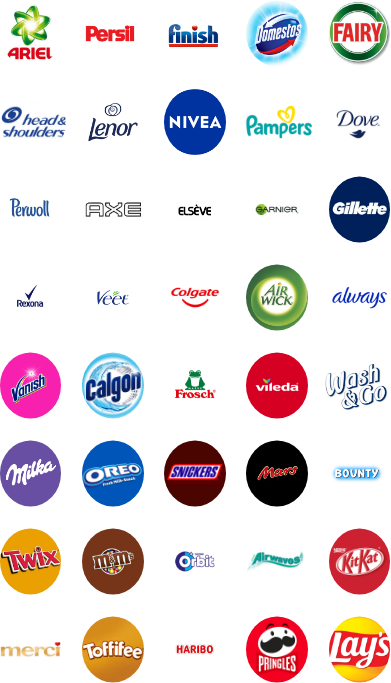 ARIEL
Persil
finish
Domestos
FAIRY
head &
shoulders
Lenor
NIVEA
Pampers
Dove
Perwoll
AXE
ELSÈVE
GARNIER
Gillette
Rexona
Veet
Colgate
AIR
WICK
always
Vanish
Calgon
Frosch
vileda
Wash
&Go
Milka
OREO
SNICKERS
Mars
BOUNTY
TWIX
m&m's
Orbit
Airwaves
KitKat
merci
Toffifee
HARIBO
PRINGLES
Lay's